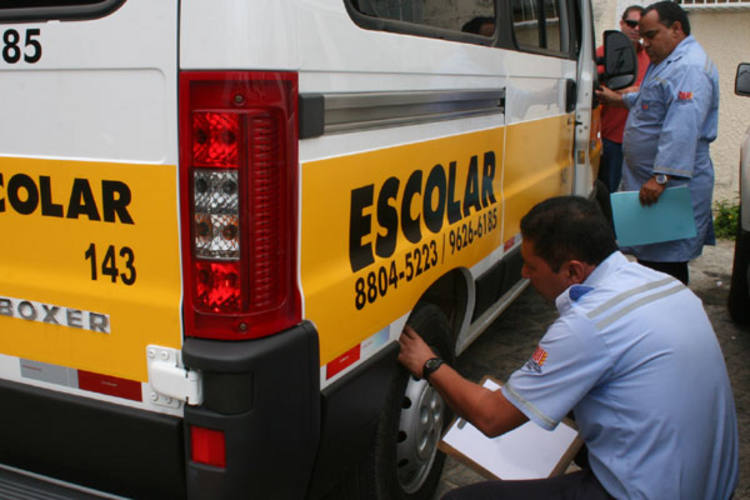 85
COLAR
143
BOXER
ESCOLAR
8804-5223 / 9626-6185